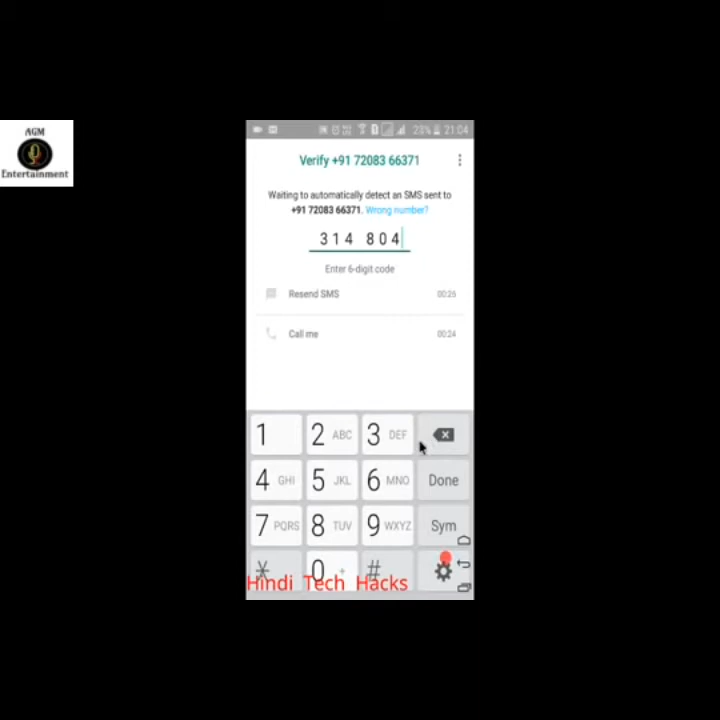 AGM
Entertainment
28% 21:04
Verify +91 72083 66371
Waiting to automatically detect an SMS sent to
+91 72083 66371. Wrong number?
314 804
Enter 6-digit code
Resend SMS 00:26
Call me 00:24
1 2 ABC 3 DEF
4 GHI 5 JKL 6 MNO Done
7 PQRS 8 TUV 9 WXYZ Sym
* 0 + #
Hindi Tech Hacks